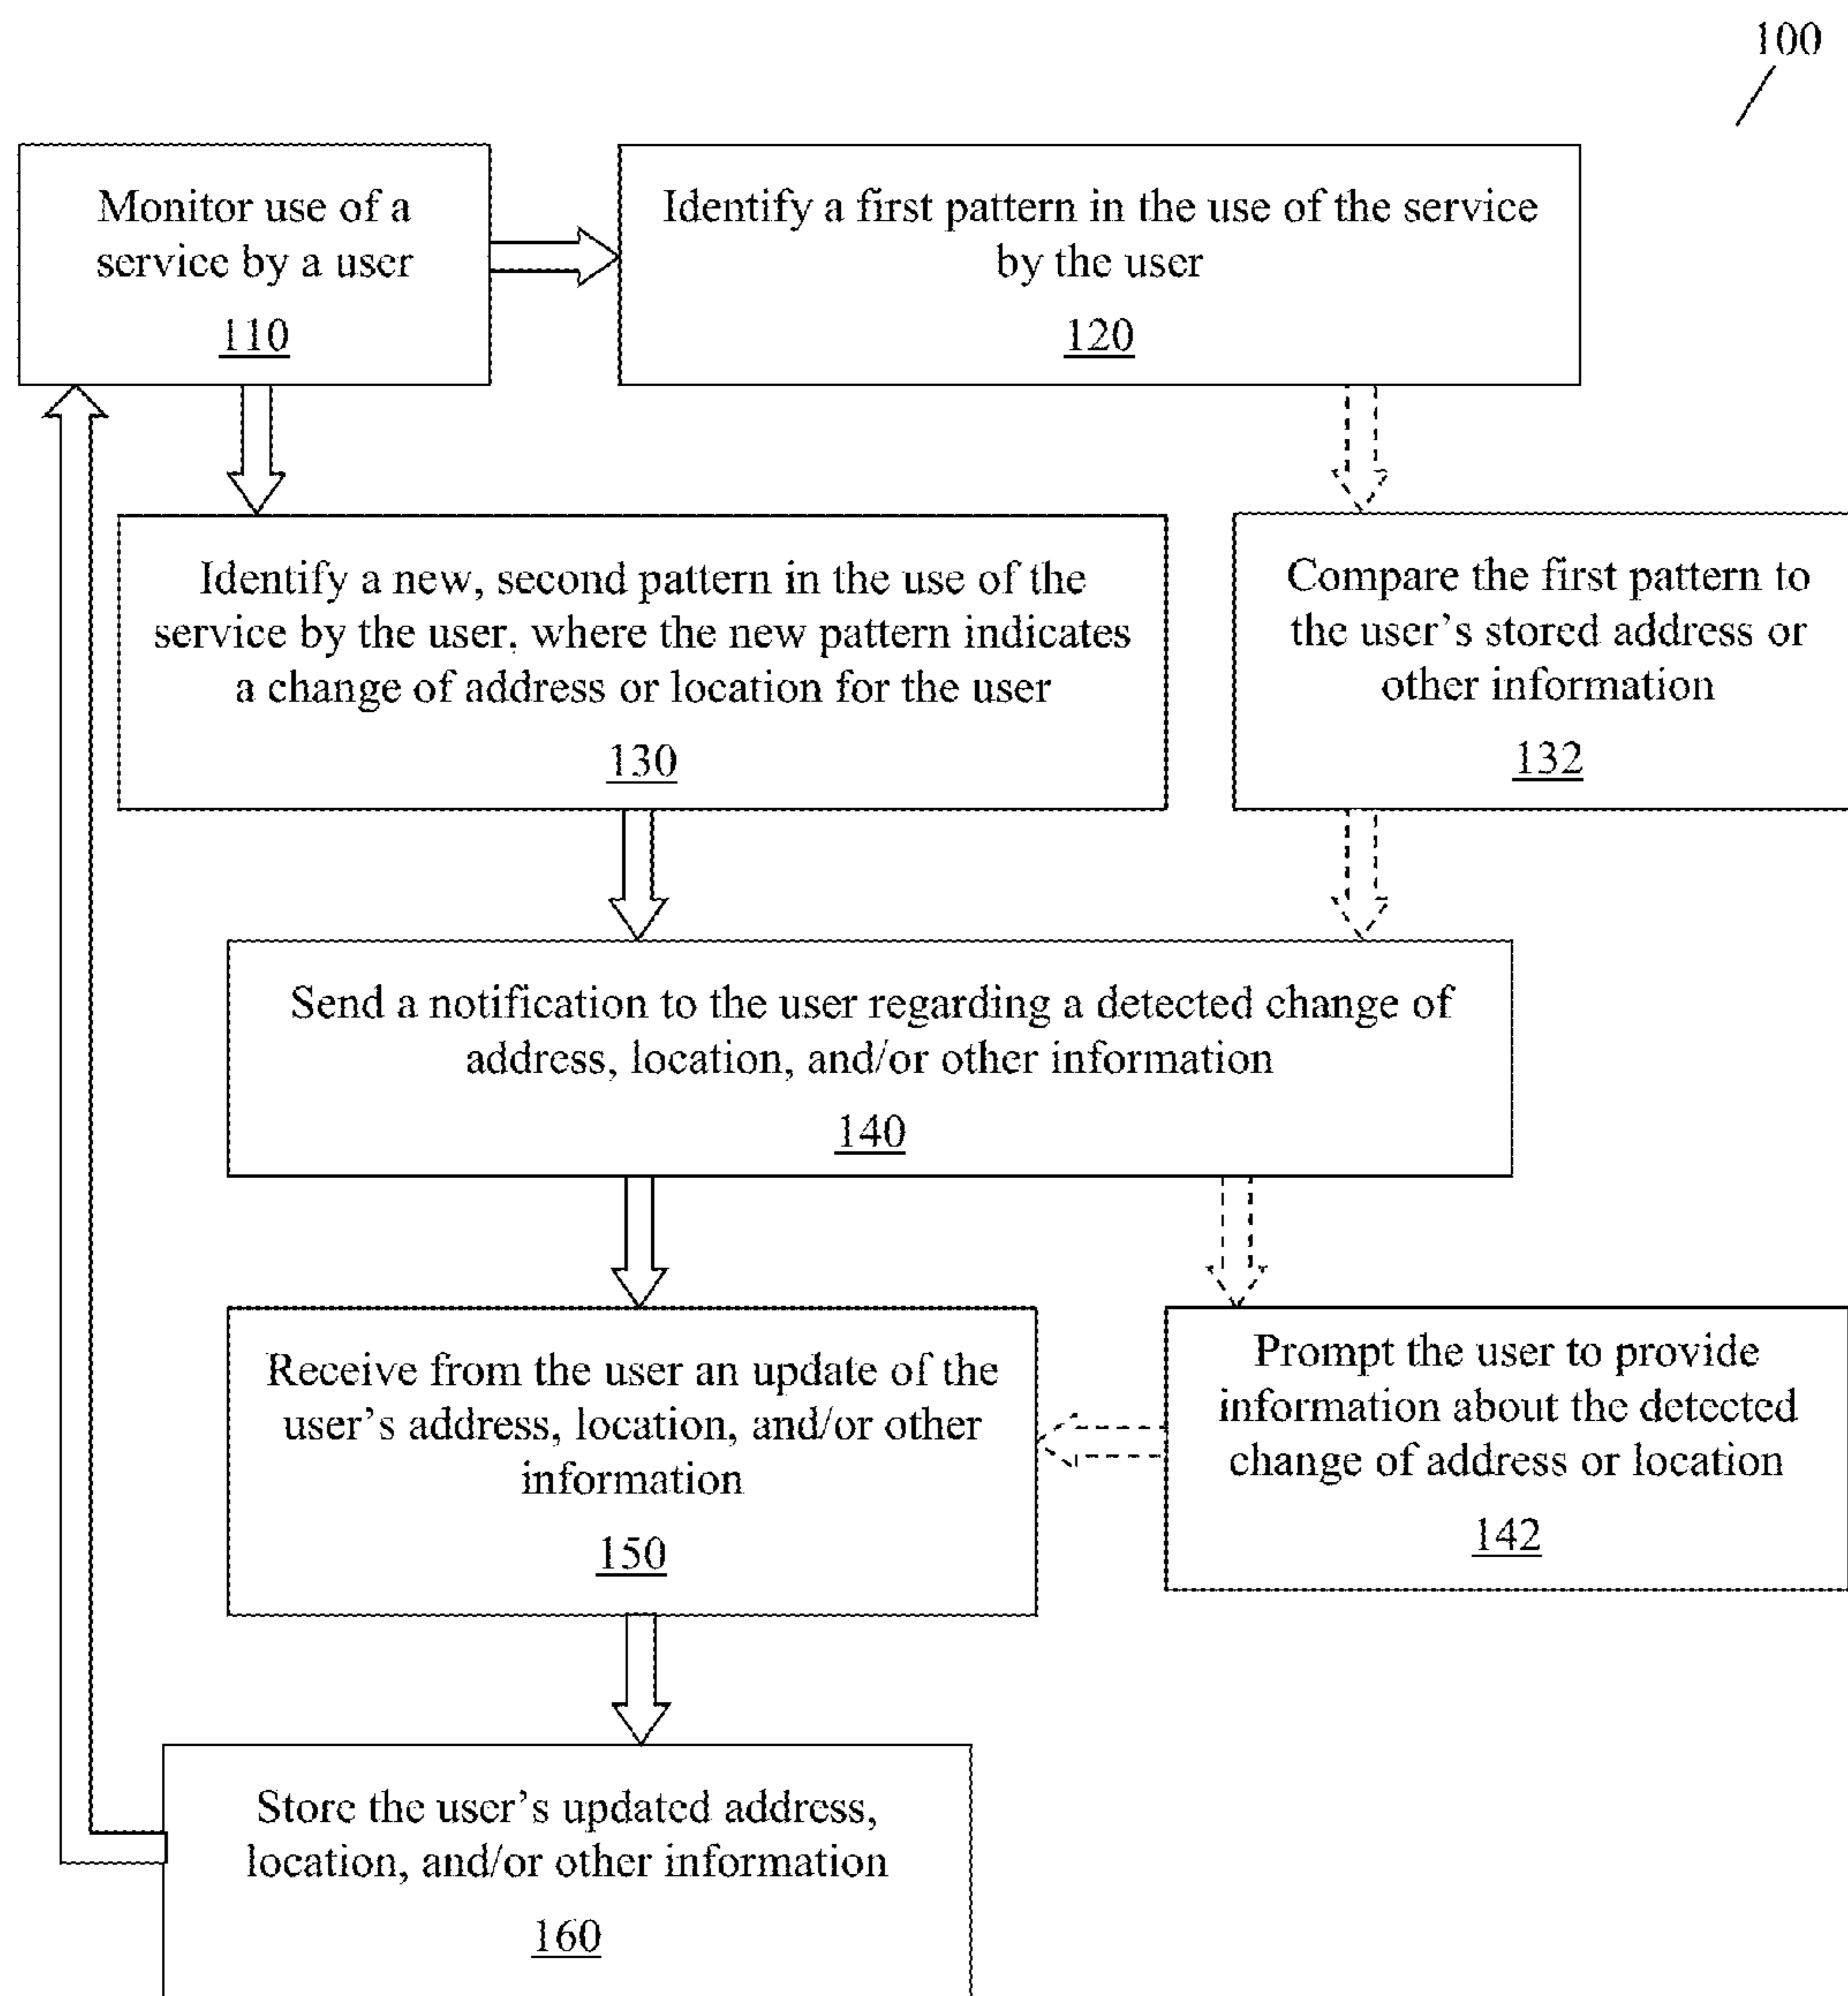 100
Monitor use of a
service by a user
110
Identify a first pattern in the use of the service
by the user
120
Identify a new, second pattern in the use of the
service by the user, where the new pattern indicates
a change of address or location for the user
130
Compare the first pattern to
the user's stored address or
other information
132
Send a notification to the user regarding a detected change of
address, location, and/or other information
140
Receive from the user an update of the
user's address, location, and/or other
information
150
Prompt the user to provide
information about the detected
change of address or location
142
Store the user's updated address,
location, and/or other information
160